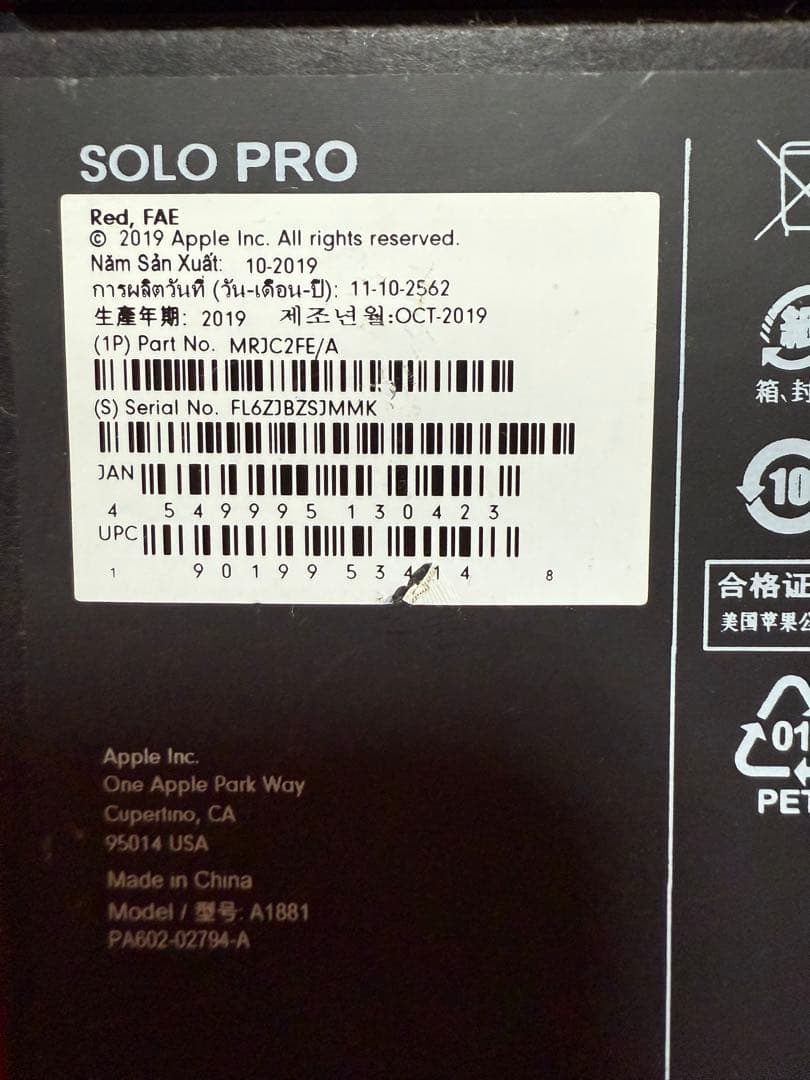 SOLO PRO
Red, FAE
© 2019 Apple Inc. All rights reserved.
Năm Sản Xuất: 10-2019
การผลิตวันที่ (วัน-เดือน-ปี): 11-10-2562
生產年期: 2019 제조년월:OCT-2019
(1P) Part No. MRJC2FE/A
(S) Serial No. FL6ZJBZSJMMK
JAN
4 549995 130423
UPC
1 90199 53414 8
箱、封
10
合格证
美国苹果公
01
PET
Apple Inc.
One Apple Park Way
Cupertino, CA
95014 USA
Made in China
Model / 型号: A1881
PA602-02794-A